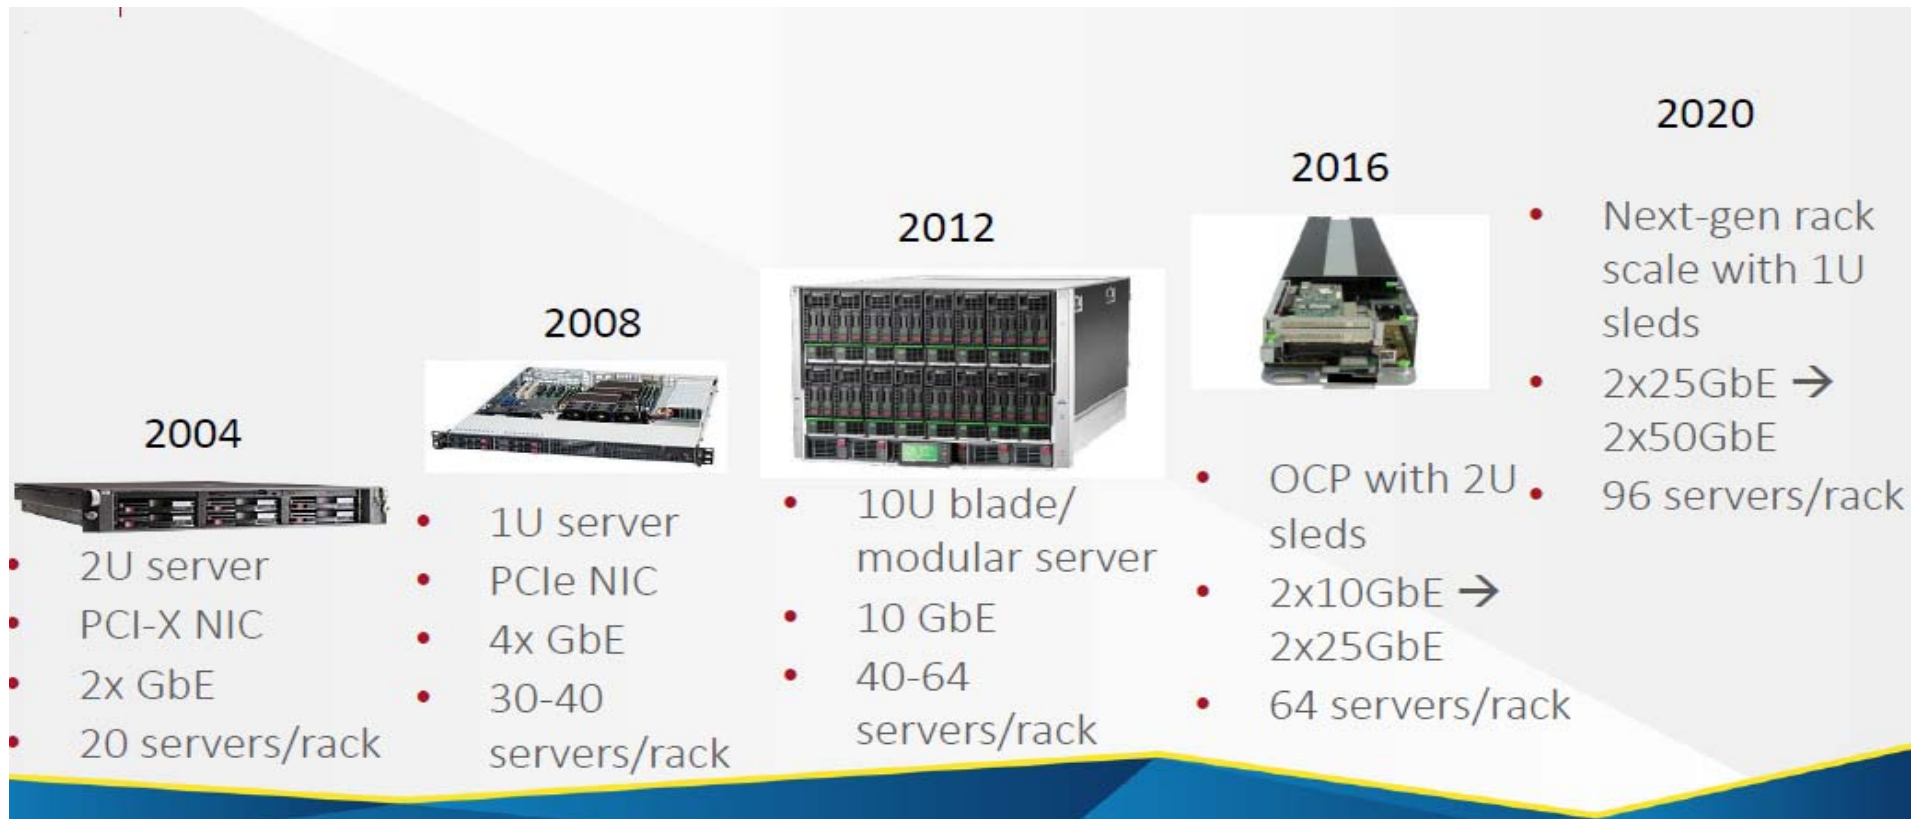 2004
2U server
PCI-X NIC
2x GbE
20 servers/rack
2008
1U server
PCIe NIC
4x GbE
30-40
servers/rack
2012
10U blade/
modular server
10 GbE
40-64
servers/rack
2016
OCP with 2U
sleds
2x10GbE →
2x25GbE
64 servers/rack
2020
Next-gen rack
scale with 1U
sleds
2x25GbE →
2x50GbE
96 servers/rack